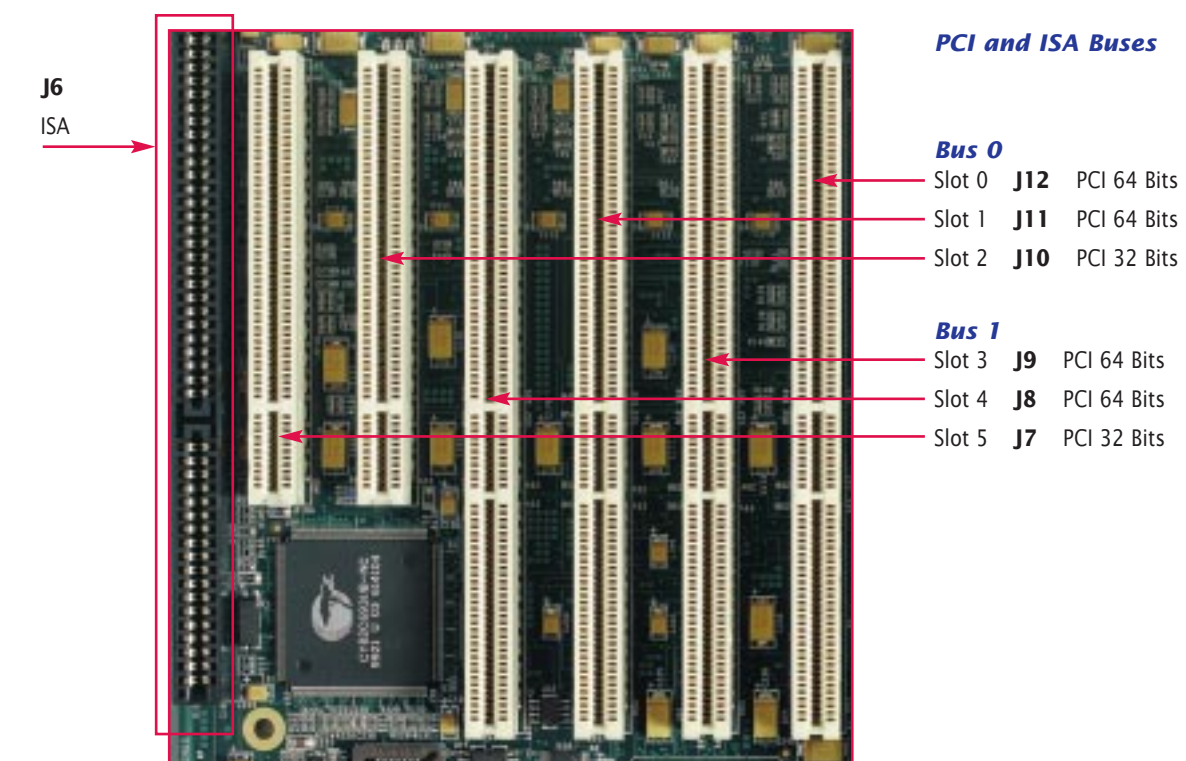 PCI and ISA Buses
J6
ISA
Bus 0
Slot 0 J12 PCI 64 Bits
Slot 1 J11 PCI 64 Bits
Slot 2 J10 PCI 32 Bits
Bus 1
Slot 3 J9 PCI 64 Bits
Slot 4 J8 PCI 64 Bits
Slot 5 J7 PCI 32 Bits